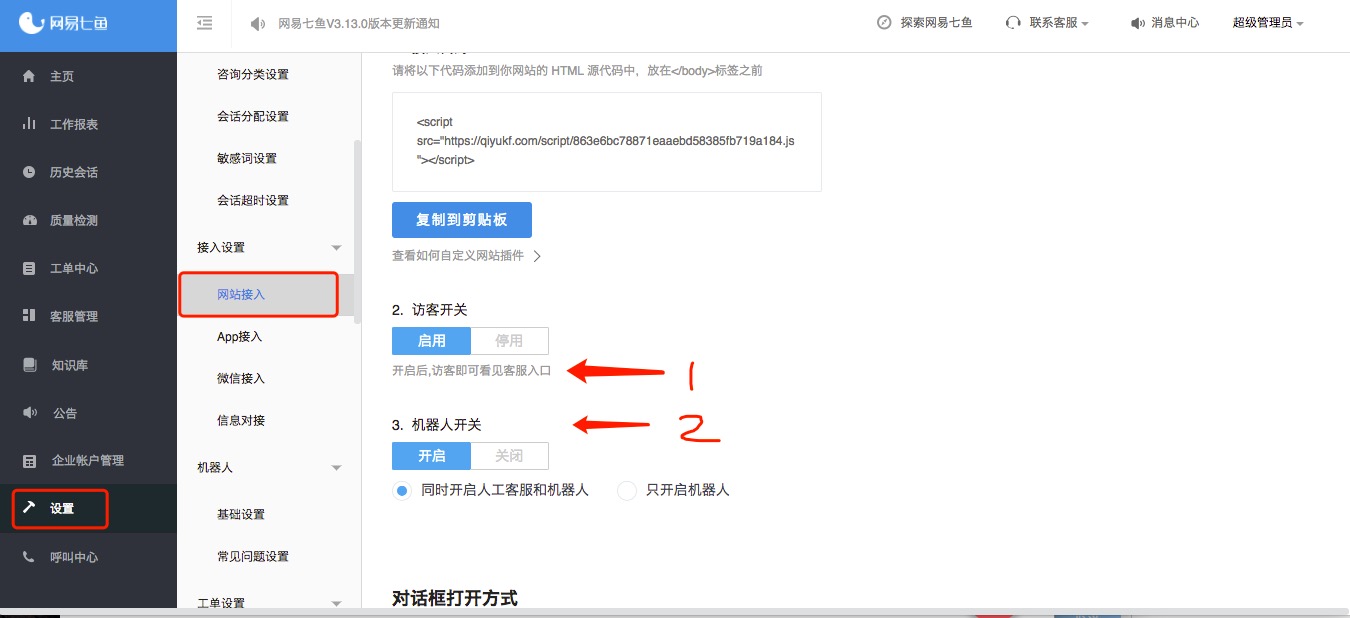 网易七鱼
网易七鱼V3.13.0版本更新通知
探索网易七鱼
联系客服
消息中心
超级管理员
主页
工作报表
历史会话
质量检测
工单中心
客服管理
知识库
公告
企业帐户管理
设置
呼叫中心
咨询分类设置
会话分配设置
敏感词设置
会话超时设置
接入设置
网站接入
App接入
微信接入
信息对接
机器人
基础设置
常见问题设置
工单设置
请将以下代码添加到你网站的 HTML 源代码中，放在</body>标签之前
<script
src="https://qiyukf.com/script/863e6bc78871eaaebd58385fb719a184.js
"></script>
复制到剪贴板
查看如何自定义网站插件
2. 访客开关
启用
停用
开启后,访客即可看见客服入口
1
3. 机器人开关
2
开启
关闭
同时开启人工客服和机器人
只开启机器人
对话框打开方式